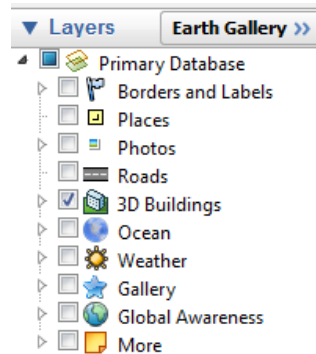 Layers Earth Gallery >>
Primary Database
Borders and Labels
Places
Photos
Roads
3D Buildings
Ocean
Weather
Gallery
Global Awareness
More